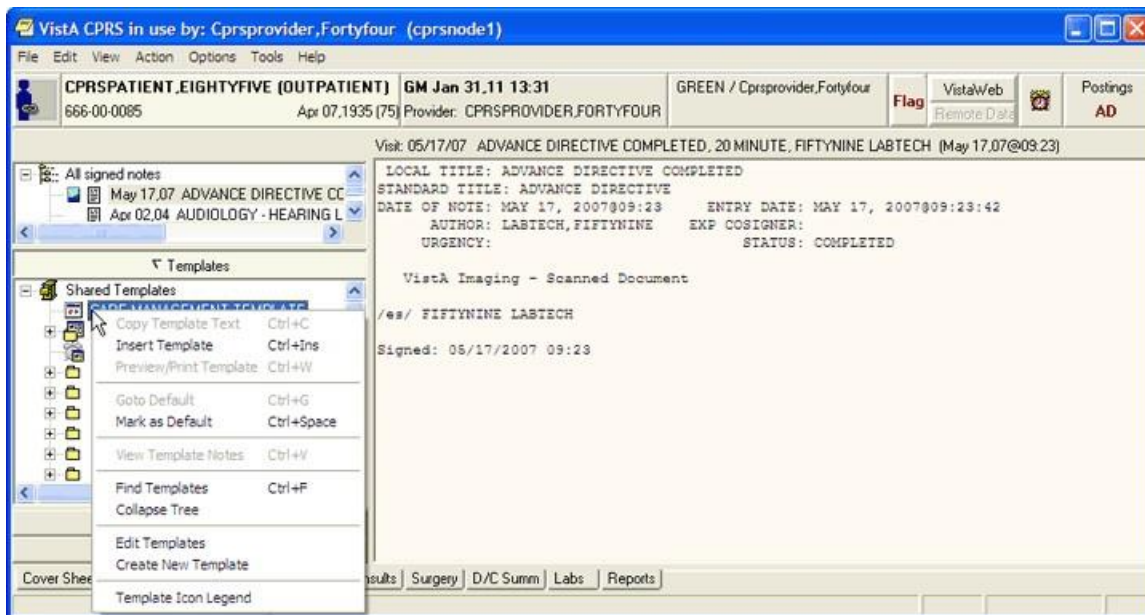 VistA CPRS in use by: Cprsprovider,Fortyfour (cprsnode1)
File Edit View Action Options Tools Help
CPRSPATIENT,EIGHTYFIVE (OUTPATIENT) GM Jan 31,11 13:31 GREEN / Cprsprovider,Fortyfour Flag VistaWeb Postings
666-00-0085 Apr 07,1935 (75) Provider: CPRSPROVIDER,FORTYFOUR Remote Data AD
Visit: 05/17/07 ADVANCE DIRECTIVE COMPLETED, 20 MINUTE, FIFTYNINE LABTECH (May 17,07@09:23)
All signed notes
May 17,07 ADVANCE DIRECTIVE CC
Apr 02,04 AUDIOLOGY - HEARING L
Templates
Shared Templates
CARE MANAGEMENT TEMPLATE
Copy Template Text Ctrl+C
Insert Template Ctrl+Ins
Preview/Print Template Ctrl+W
Goto Default Ctrl+G
Mark as Default Ctrl+Space
View Template Notes Ctrl+V
Find Templates Ctrl+F
Collapse Tree
Edit Templates
Create New Template
Template Icon Legend
LOCAL TITLE: ADVANCE DIRECTIVE COMPLETED
STANDARD TITLE: ADVANCE DIRECTIVE
DATE OF NOTE: MAY 17, 2007@09:23 ENTRY DATE: MAY 17, 2007@09:23:42
AUTHOR: LABTECH,FIFTYNINE EXP COSIGNER:
URGENCY: STATUS: COMPLETED
VistA Imaging - Scanned Document
/es/ FIFTYNINE LABTECH
Signed: 05/17/2007 09:23
Cover Shee nsults Surgery D/C Summ Labs Reports